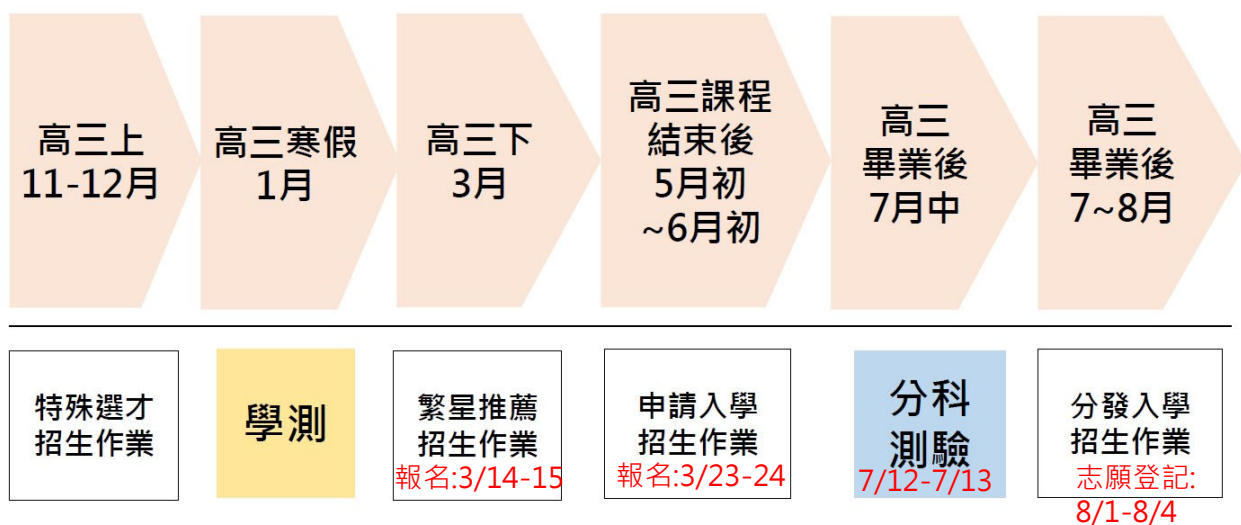 高三上
11-12月
高三寒假
1月
高三下
3月
高三課程
結束後
5月初
~6月初
高三
畢業後
7月中
高三
畢業後
7~8月
特殊選才
招生作業
學測
繁星推薦
招生作業
報名:3/14-15
申請入學
招生作業
報名:3/23-24
分科
測驗
7/12-7/13
分發入學
招生作業
志願登記:
8/1-8/4